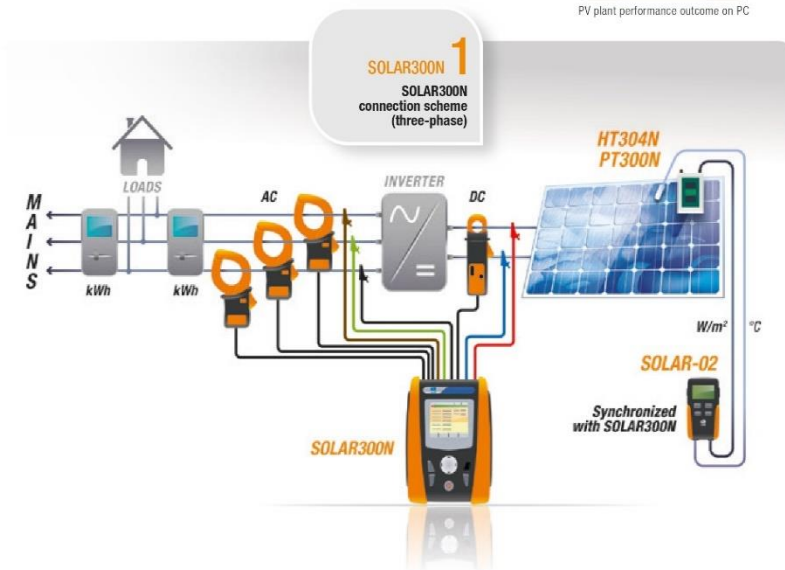 PV plant performance outcome on PC
SOLAR300N 1
SOLAR300N
connection scheme
(three-phase)
HT304N
PT300N
LOADS
AC
INVERTER
DC
MAINS
kWh
kWh
W/m²
°C
SOLAR-02
Synchronized
with SOLAR300N
SOLAR300N